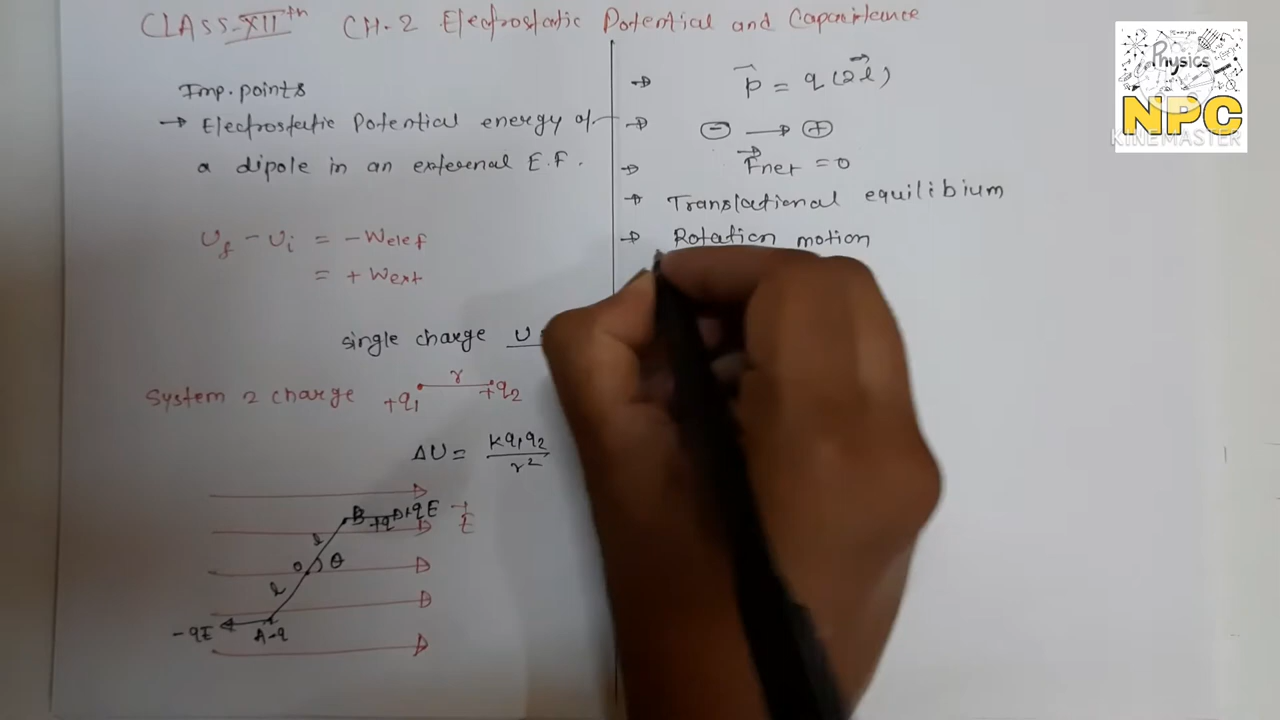 CLASS-XIIth CH.2 Electrostatic Potential and Capacitance
Imp. points
→ Electrostatic Potential energy of
a dipole in an external E.F.
Uf - Ui = -Welef
= + Wext
single charge U
System 2 charge +q1 r +q2
ΔU = kq1q2/r²
B +q +qE
E
l
O θ
l
-qE A-q
→ p⃗ = q(2l⃗)
→ - → +
→ F⃗net = 0
→ Translational equilibium
→ Rotation motion
Physics
NPC
KINEMASTER